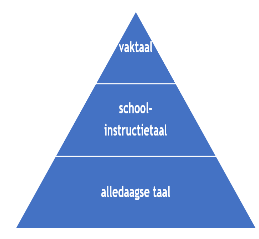 vaktaal
school-
instructietaal
alledaagse taal